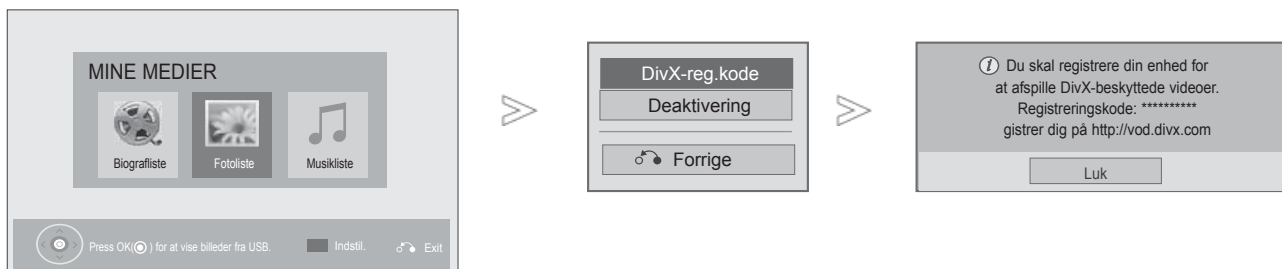 MINE MEDIER
Biografliste
Fotoliste
Musikliste
Press OK(◉) for at vise billeder fra USB.
Indstil.
Exit
DivX-reg.kode
Deaktivering
Forrige
i Du skal registrere din enhed for
at afspille DivX-beskyttede videoer.
Registreringskode: **********
gistrer dig på http://vod.divx.com
Luk